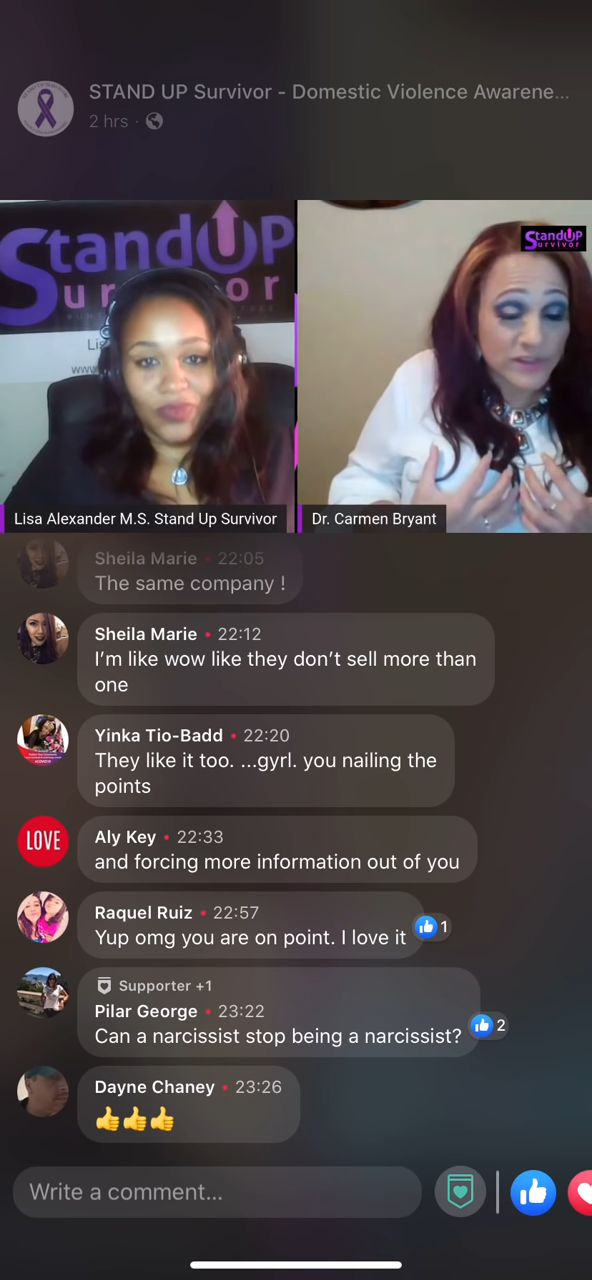 STAND UP Survivor - Domestic Violence Awarene...
2 hrs ·
StandUP
Survivor
StandUP
Survivor
www
Lisa Alexander M.S. Stand Up Survivor
Dr. Carmen Bryant
Sheila Marie • 22:05
The same company !
Sheila Marie • 22:12
I’m like wow like they don’t sell more than
one
Yinka Tio-Badd • 22:20
They like it too. ...gyrl. you nailing the
points
LOVE
Aly Key • 22:33
and forcing more information out of you
Raquel Ruiz • 22:57
Yup omg you are on point. I love it
1
Supporter +1
Pilar George • 23:22
Can a narcissist stop being a narcissist?
2
Dayne Chaney • 23:26
👍👍👍
Write a comment...